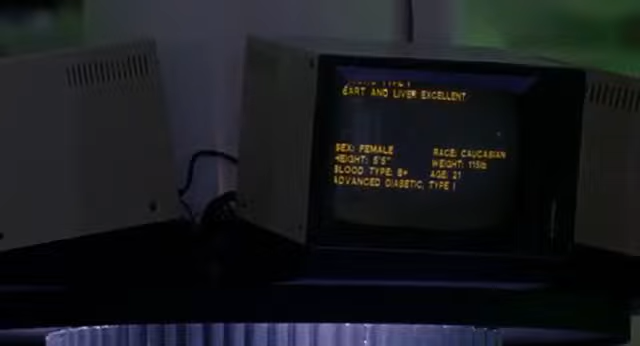 EART AND LIVER EXCELLENT
SEX: FEMALE RACE: CAUCASIAN
HEIGHT: 5'5" WEIGHT: 115lb
BLOOD TYPE: B+ AGE: 21
ADVANCED DIABETIC, TYPE I